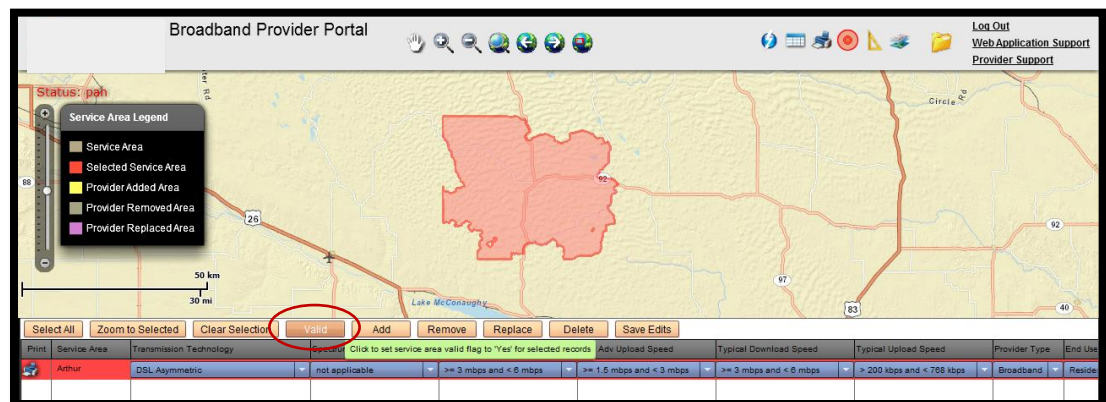 Broadband Provider Portal
Log Out
Web Application Support
Provider Support
Status: pan
Service Area Legend
Service Area
Selected Service Area
Provider Added Area
Provider Removed Area
Provider Replaced Area
Circle Rd
88
26
92
92
97
83
40
50 km
30 mi
Lake McConaughy
Select All Zoom to Selected Clear Selection Valid Add Remove Replace Delete Save Edits
Print Service Area Transmission Technology Click to set service area valid flag to 'Yes' for selected records Adv Upload Speed Typical Download Speed Typical Upload Speed Provider Type End Use
Arthur DSL Asymmetric not applicable >= 3 mbps and < 6 mbps >= 1.5 mbps and < 3 mbps >= 3 mbps and < 6 mbps > 200 kbps and < 768 kbps Broadband Reside